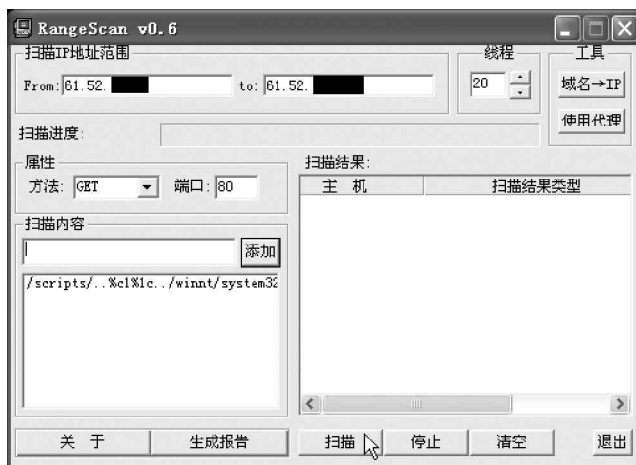 RangeScan v0.6
扫描IP地址范围
From: 61.52.
to: 61.52.
线程
20
工具
域名→IP
使用代理
扫描进度:
属性
方法: GET
端口: 80
扫描内容
添加
/scripts/..%c1%1c../winnt/system32
扫描结果:
主 机
扫描结果类型
关 于
生成报告
扫描
停止
清空
退出